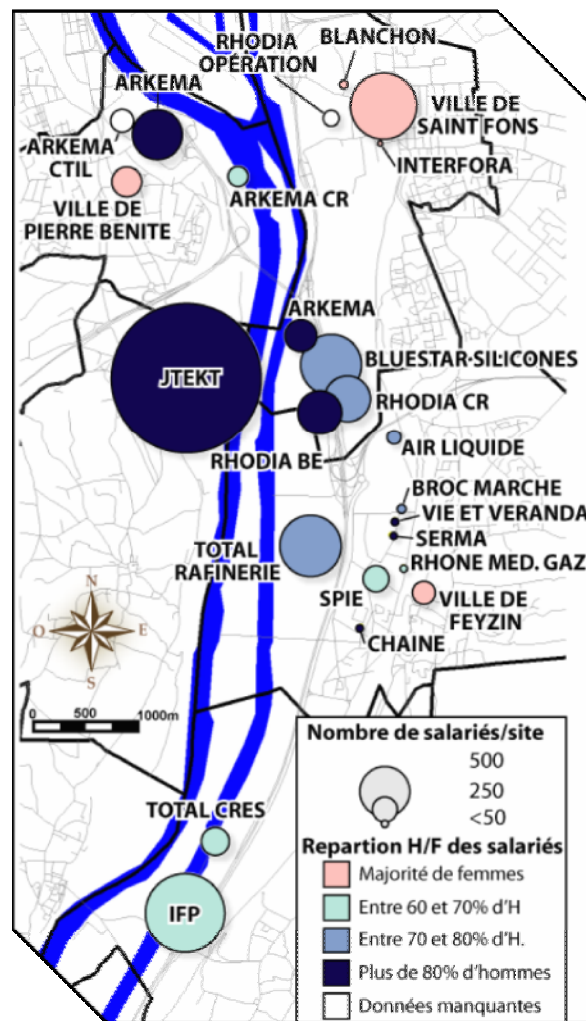 RHODIA
OPÉRATION
BLANCHON
ARKEMA
VILLE DE
SAINT FONS
ARKEMA
CTIL
INTERFORA
ARKEMA CR
VILLE DE
PIERRE BENITE
ARKEMA
JTEKT
BLUESTAR·SILICONES
RHODIA CR
AIR LIQUIDE
RHODIA BE
BROC MARCHE
VIE ET VERANDA
SERMA
TOTAL
RAFINERIE
RHONE MED. GAZ
SPIE
VILLE DE
FEYZIN
CHAINE
N
O
E
S
0 500 1000m
TOTAL CRES
IFP
Nombre de salariés/site
500
250
<50
Repartion H/F des salariés
Majorité de femmes
Entre 60 et 70% d'H
Entre 70 et 80% d'H.
Plus de 80% d'hommes
Données manquantes